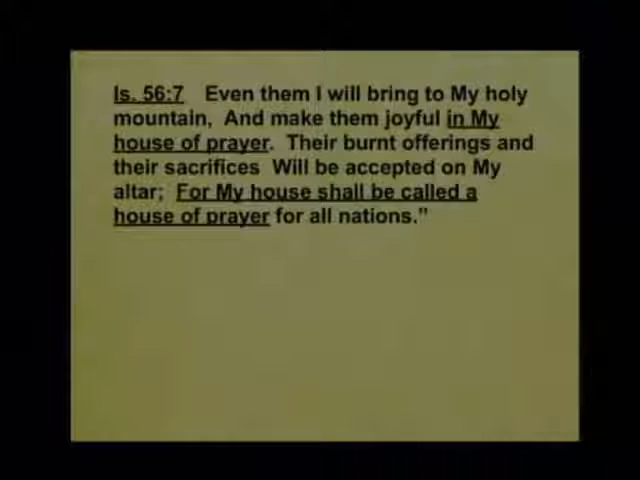 Is. 56:7 Even them I will bring to My holy
mountain, And make them joyful in My
house of prayer. Their burnt offerings and
their sacrifices Will be accepted on My
altar; For My house shall be called a
house of prayer for all nations."